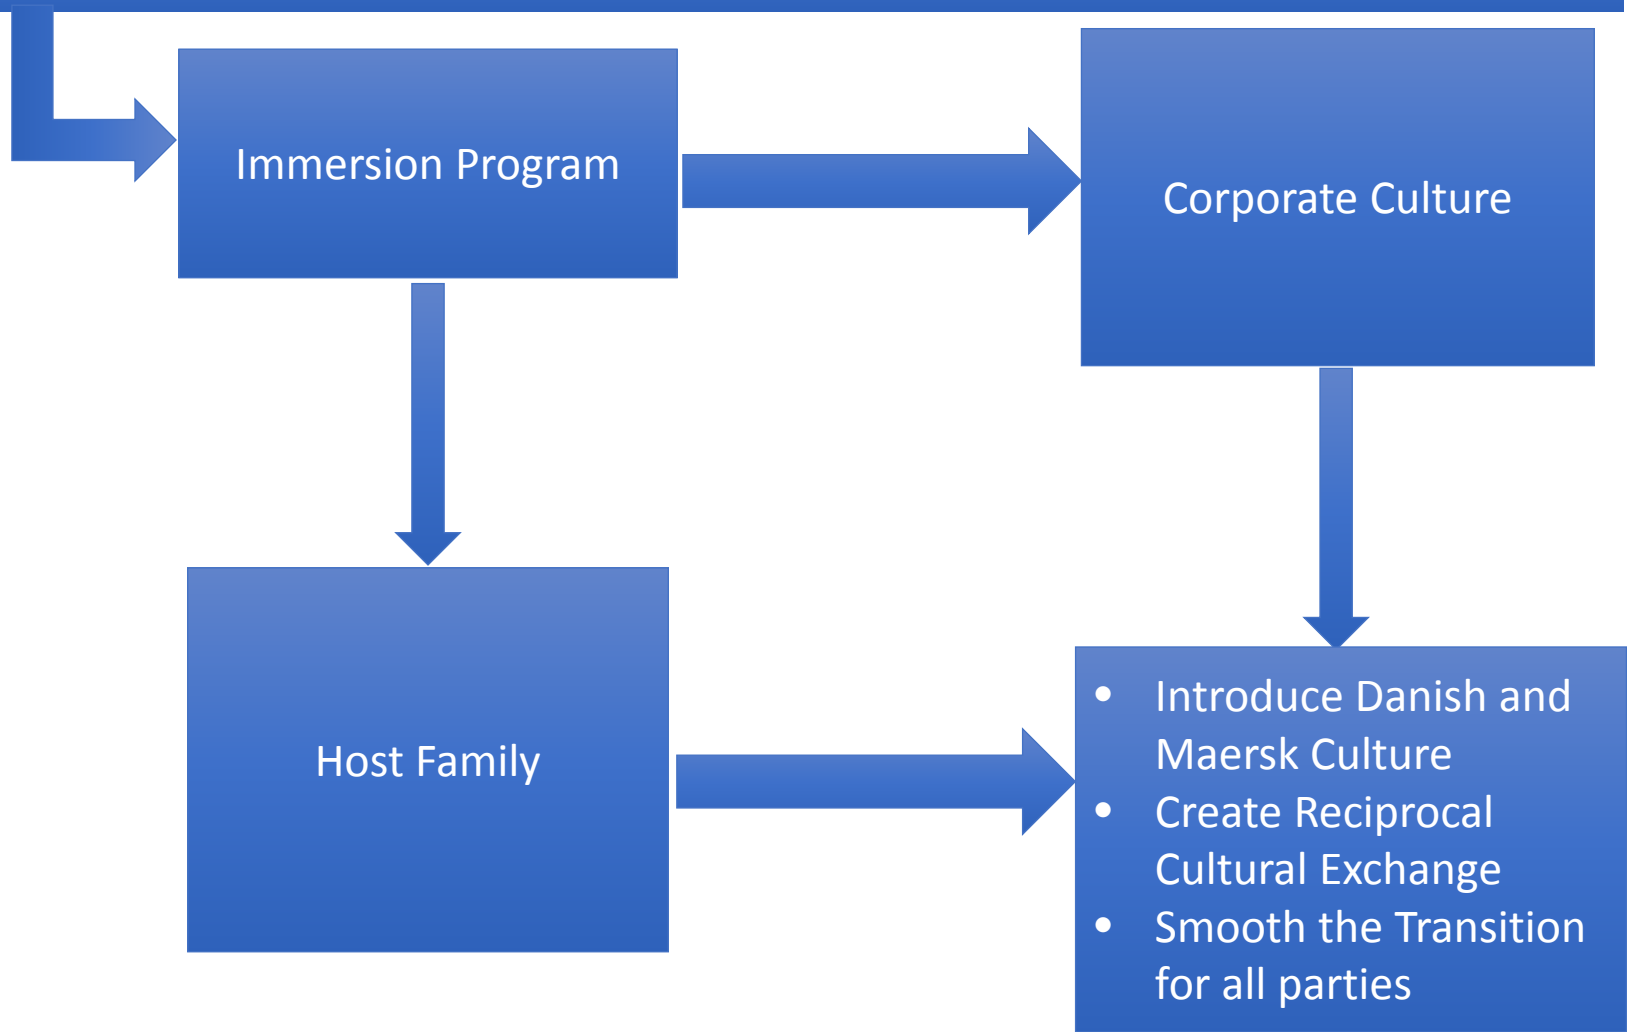 Immersion Program
Corporate Culture
Host Family
• Introduce Danish and
Maersk Culture
• Create Reciprocal
Cultural Exchange
• Smooth the Transition
for all parties